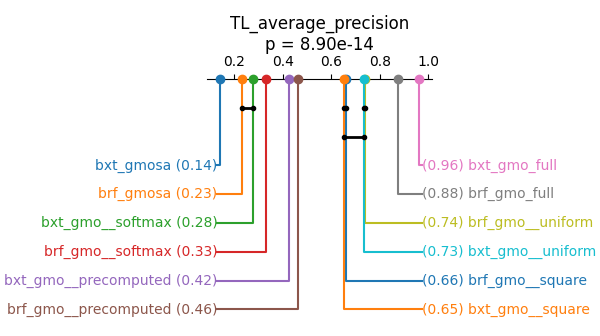 TL_average_precision
p = 8.90e-14
0.2 0.4 0.6 0.8 1.0
bxt_gmosa (0.14) (0.96) bxt_gmo_full
brf_gmosa (0.23) (0.88) brf_gmo_full
bxt_gmo__softmax (0.28) (0.74) brf_gmo__uniform
brf_gmo__softmax (0.33) (0.73) bxt_gmo__uniform
bxt_gmo__precomputed (0.42) (0.66) brf_gmo__square
brf_gmo__precomputed (0.46) (0.65) bxt_gmo__square